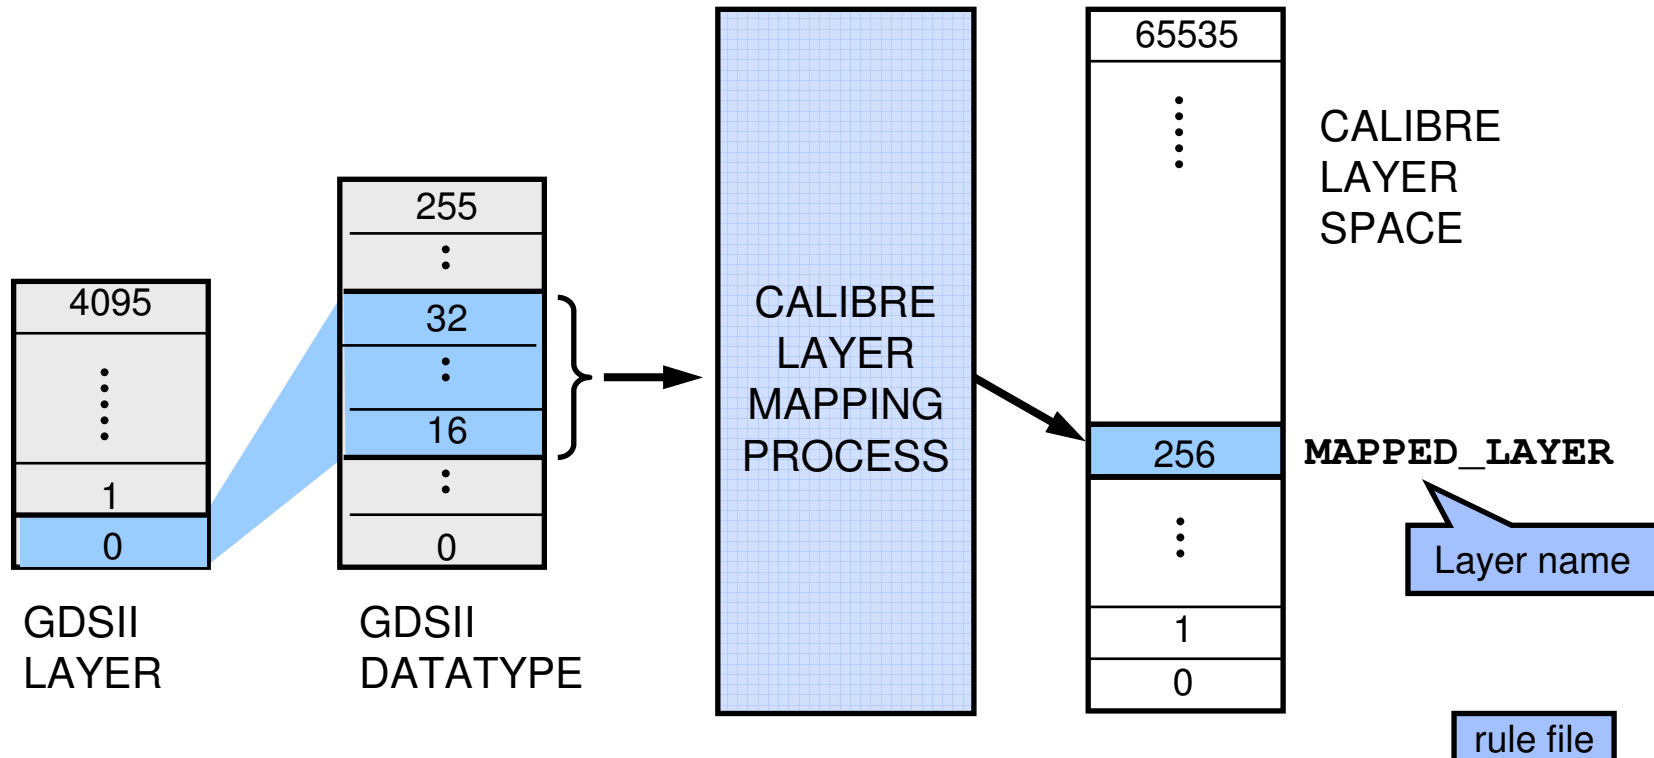 4095
1
0
GDSII
LAYER
255
32
16
0
GDSII
DATATYPE
CALIBRE
LAYER
MAPPING
PROCESS
65535
256
1
0
CALIBRE
LAYER
SPACE
MAPPED_LAYER
Layer name
rule file